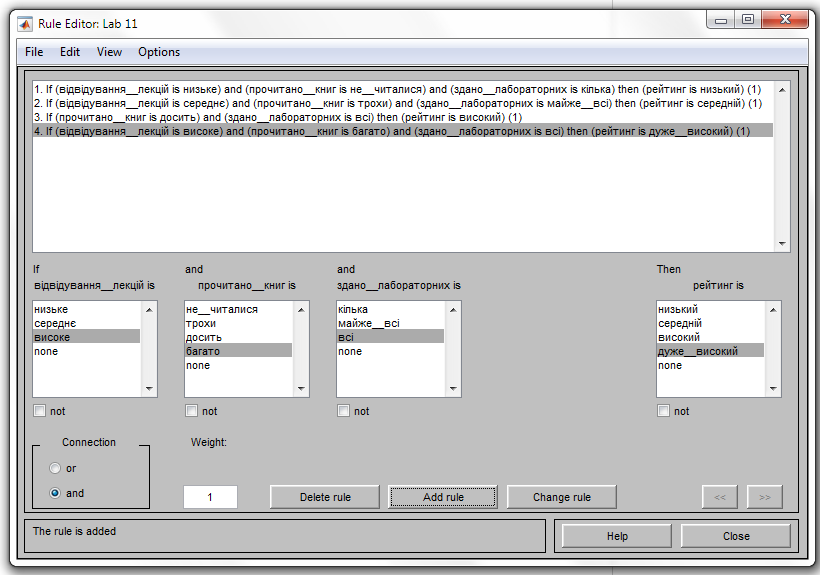 Rule Editor: Lab 11
File Edit View Options
1. If (відвідування__лекцій is низьке) and (прочитано__книг is не__читалися) and (здано__лабораторних is кілька) then (рейтинг is низький) (1)
2. If (відвідування__лекцій is середнє) and (прочитано__книг is трохи) and (здано__лабораторних is майже__всі) then (рейтинг is середній) (1)
3. If (прочитано__книг is досить) and (здано__лабораторних is всі) then (рейтинг is високий) (1)
4. If (відвідування__лекцій is високе) and (прочитано__книг is багато) and (здано__лабораторних is всі) then (рейтинг is дуже__високий) (1)
If
відвідування__лекцій is
низьке
середнє
високе
none
not
and
прочитано__книг is
не__читалися
трохи
досить
багато
none
not
and
здано__лабораторних is
кілька
майже__всі
всі
none
not
Then
рейтинг is
низький
середній
високий
дуже__високий
none
not
Connection
or
and
Weight:
1
Delete rule
Add rule
Change rule
<<
>>
The rule is added
Help
Close